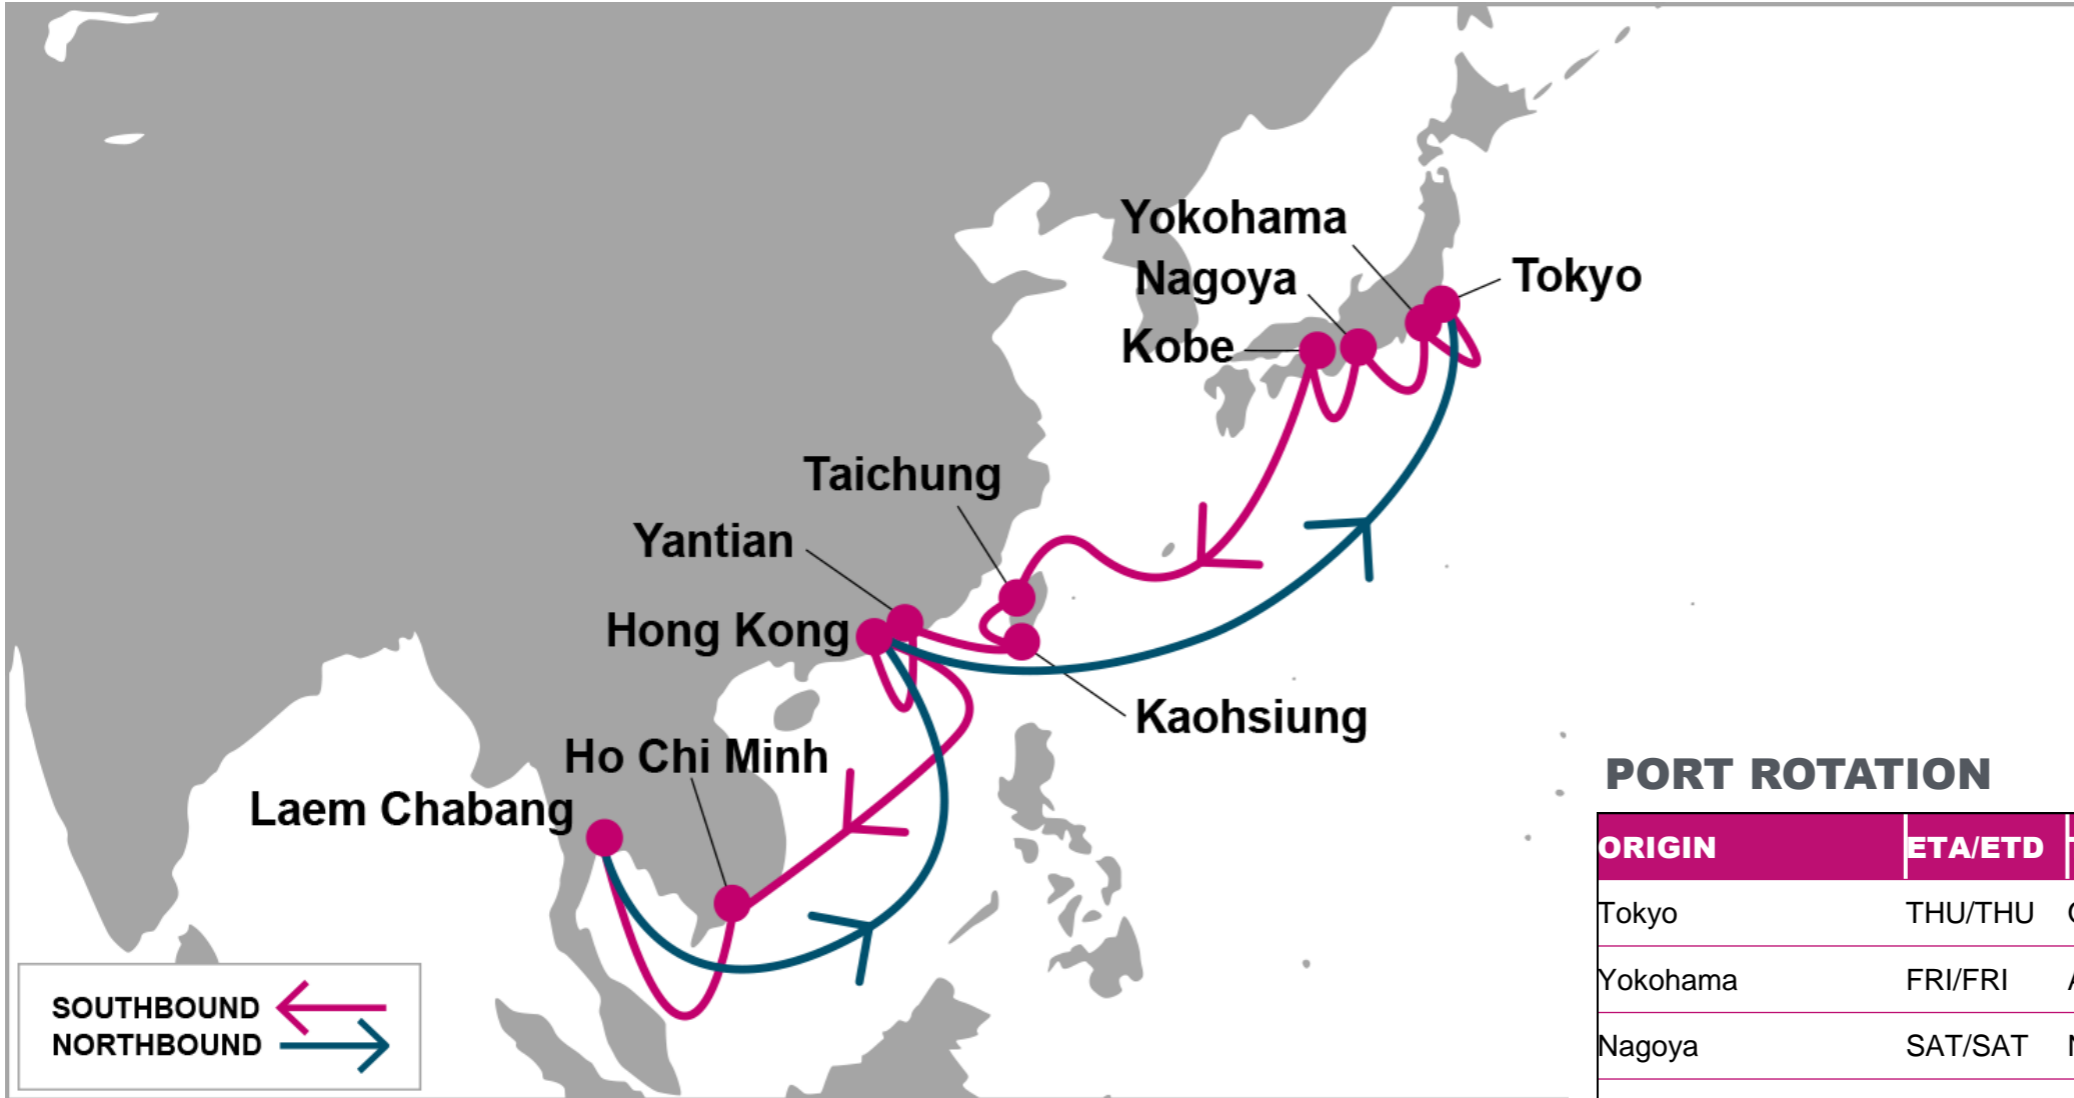 Yokohama
Nagoya
Tokyo
Kobe
Taichung
Yantian
Hong Kong
Kaohsiung
Ho Chi Minh
Laem Chabang
SOUTHBOUND
NORTHBOUND
PORT ROTATION
ORIGIN ETA/ETD
Tokyo THU/THU
Yokohama FRI/FRI
Nagoya SAT/SAT